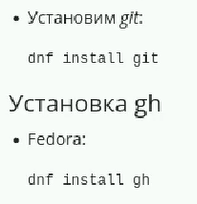 Установим git:
dnf install git
Установка gh
Fedora:
dnf install gh